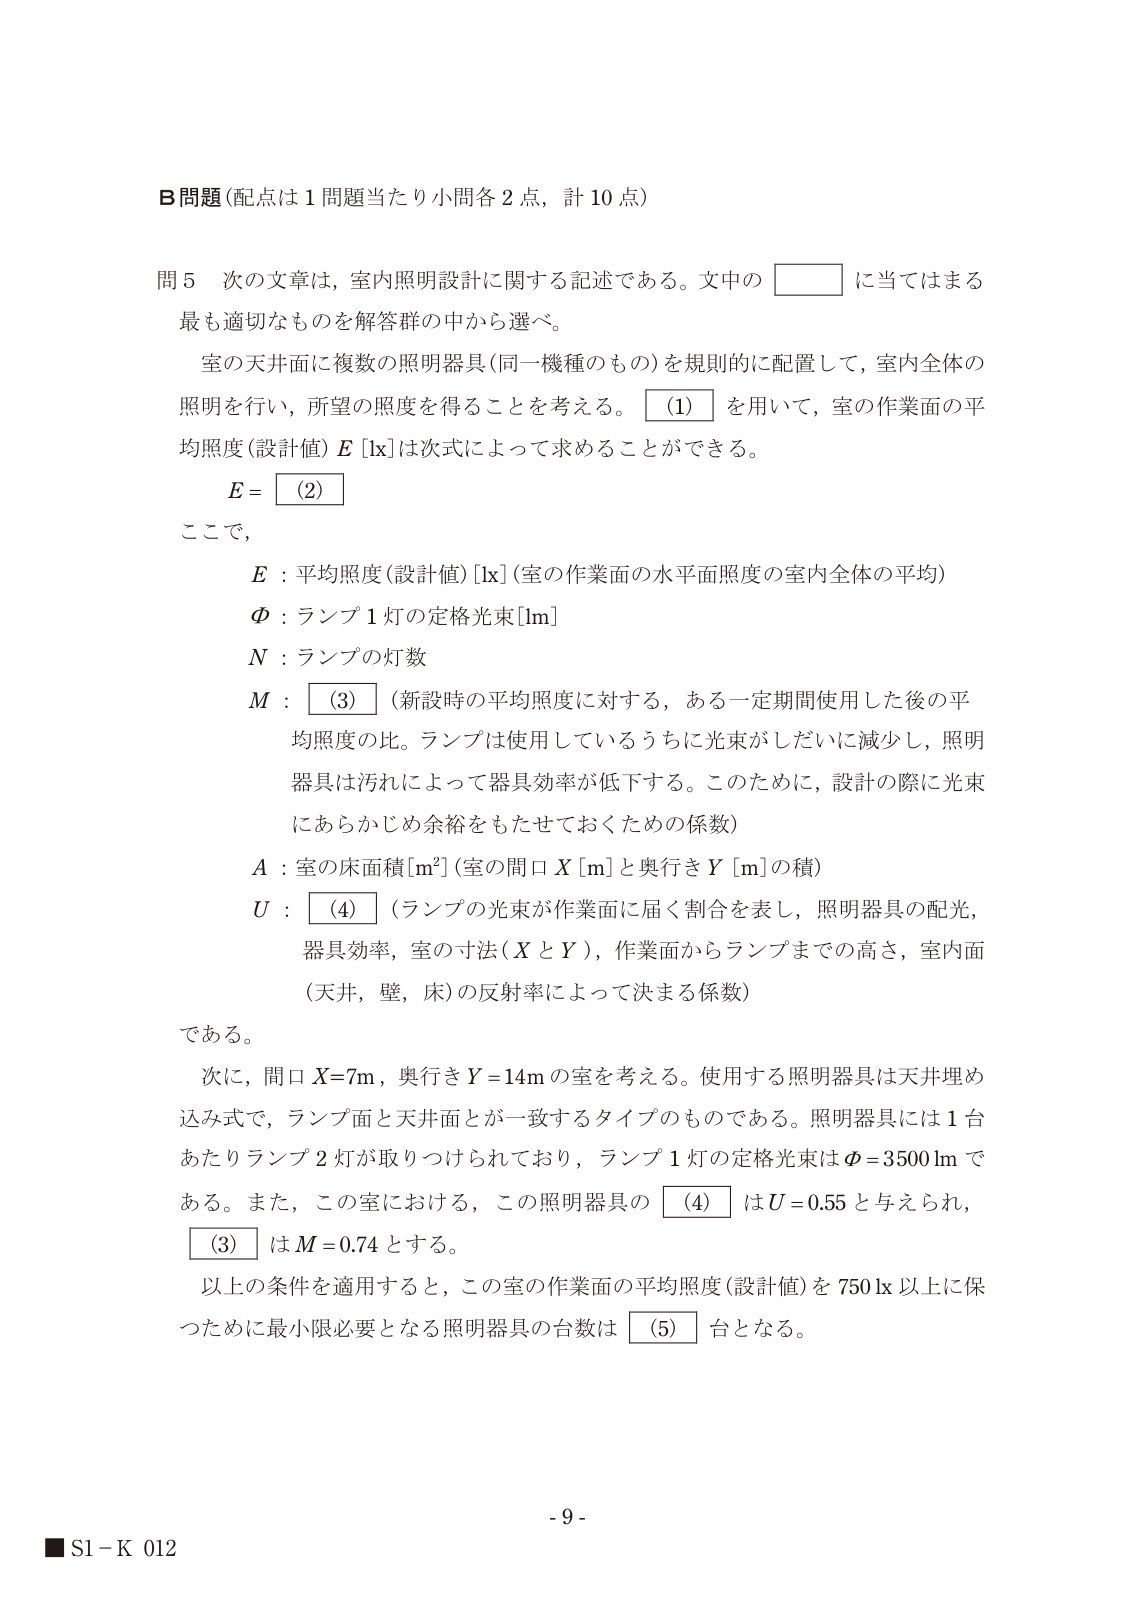 B問題(配点は1問題当たり小問各2点，計10点)
問5　次の文章は，室内照明設計に関する記述である。文中の　　　に当てはまる
最も適切なものを解答群の中から選べ。
室の天井面に複数の照明器具(同一機種のもの)を規則的に配置して，室内全体の
照明を行い，所望の照度を得ることを考える。 (1) を用いて，室の作業面の平
均照度(設計値) E [lx]は次式によって求めることができる。
E = (2)
ここで，
E : 平均照度(設計値)[lx](室の作業面の水平面照度の室内全体の平均)
Φ : ランプ1灯の定格光束[lm]
N : ランプの灯数
M : (3) (新設時の平均照度に対する，ある一定期間使用した後の平
均照度の比。ランプは使用しているうちに光束がしだいに減少し，照明
器具は汚れによって器具効率が低下する。このために，設計の際に光束
にあらかじめ余裕をもたせておくための係数)
A : 室の床面積[m²](室の間口 X [m]と奥行き Y [m]の積)
U : (4) (ランプの光束が作業面に届く割合を表し，照明器具の配光，
器具効率，室の寸法(X と Y)，作業面からランプまでの高さ，室内面
(天井，壁，床)の反射率によって決まる係数)
である。
次に，間口 X=7m，奥行き Y=14m の室を考える。使用する照明器具は天井埋め
込み式で，ランプ面と天井面とが一致するタイプのものである。照明器具には1台
あたりランプ2灯が取りつけられており，ランプ1灯の定格光束は Φ=3500 lm で
ある。また，この室における，この照明器具の (4) は U=0.55 と与えられ，
(3) は M=0.74 とする。
以上の条件を適用すると，この室の作業面の平均照度(設計値)を 750 lx 以上に保
つために最小限必要となる照明器具の台数は (5) 台となる。
- 9 -
■ S1－K 012